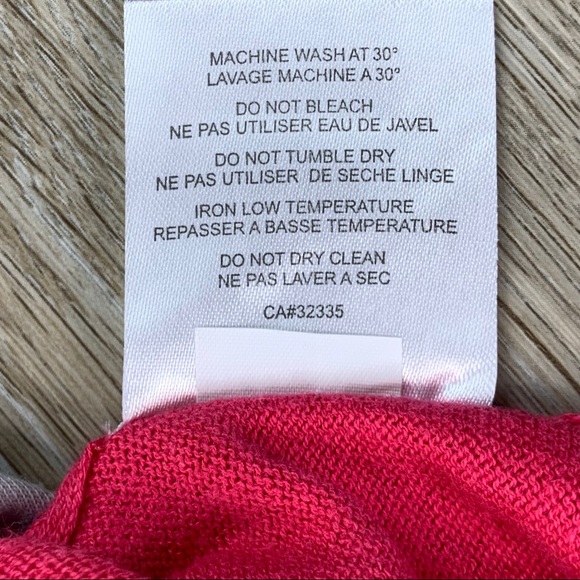 MACHINE WASH AT 30°
LAVAGE MACHINE A 30°
DO NOT BLEACH
NE PAS UTILISER EAU DE JAVEL
DO NOT TUMBLE DRY
NE PAS UTILISER DE SECHE LINGE
IRON LOW TEMPERATURE
REPASSER A BASSE TEMPERATURE
DO NOT DRY CLEAN
NE PAS LAVER A SEC
CA#32335